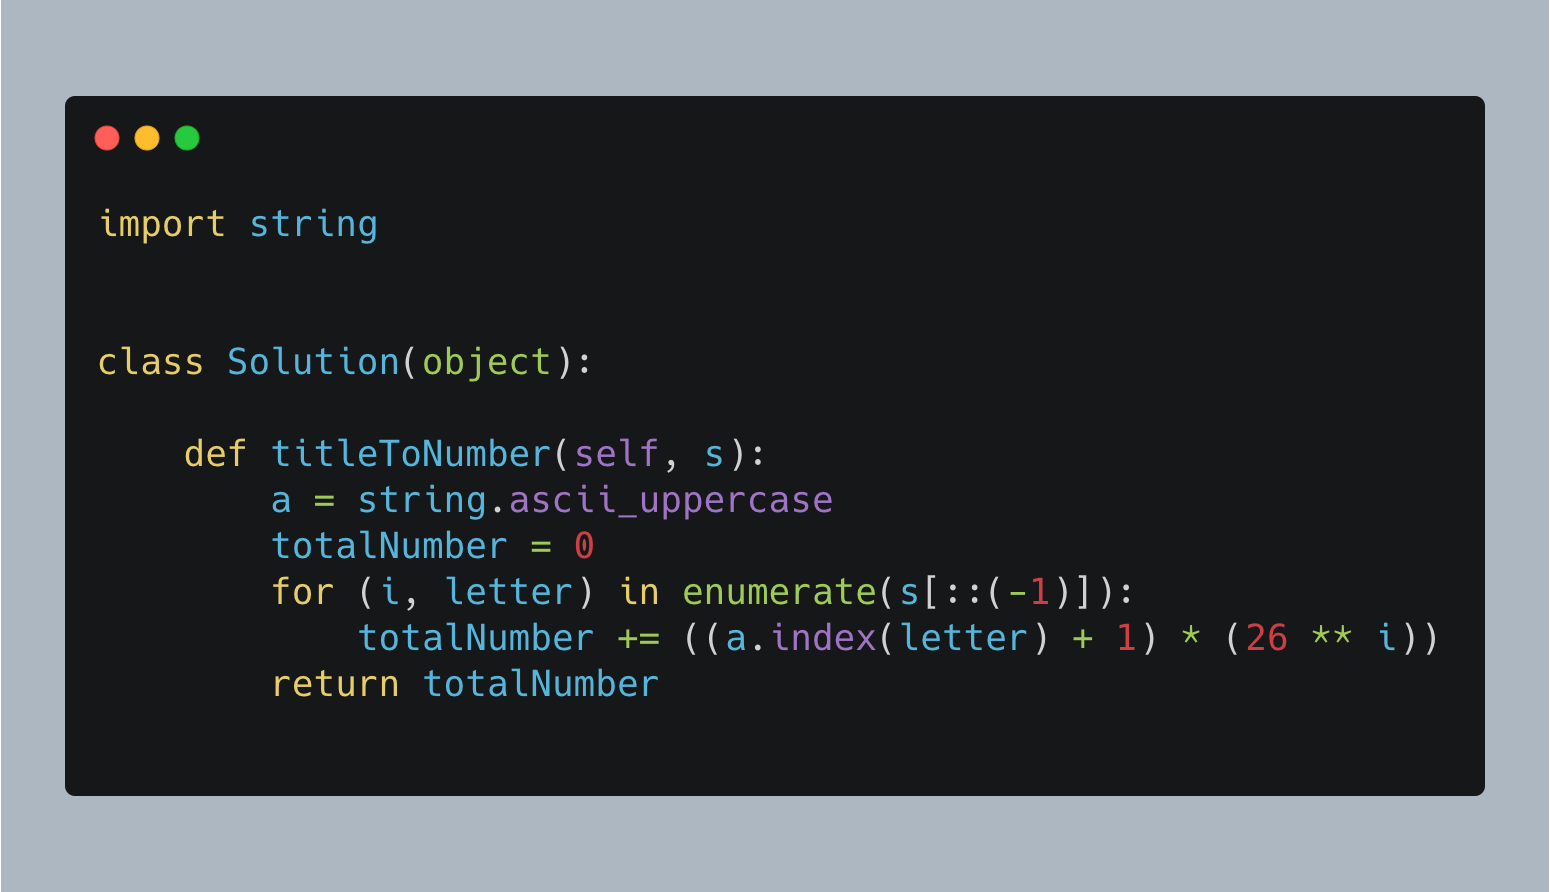 import string
class Solution(object):
    def titleToNumber(self, s):
        a = string.ascii_uppercase
        totalNumber = 0
        for (i, letter) in enumerate(s[::(-1)]):
            totalNumber += ((a.index(letter) + 1) * (26 ** i))
        return totalNumber